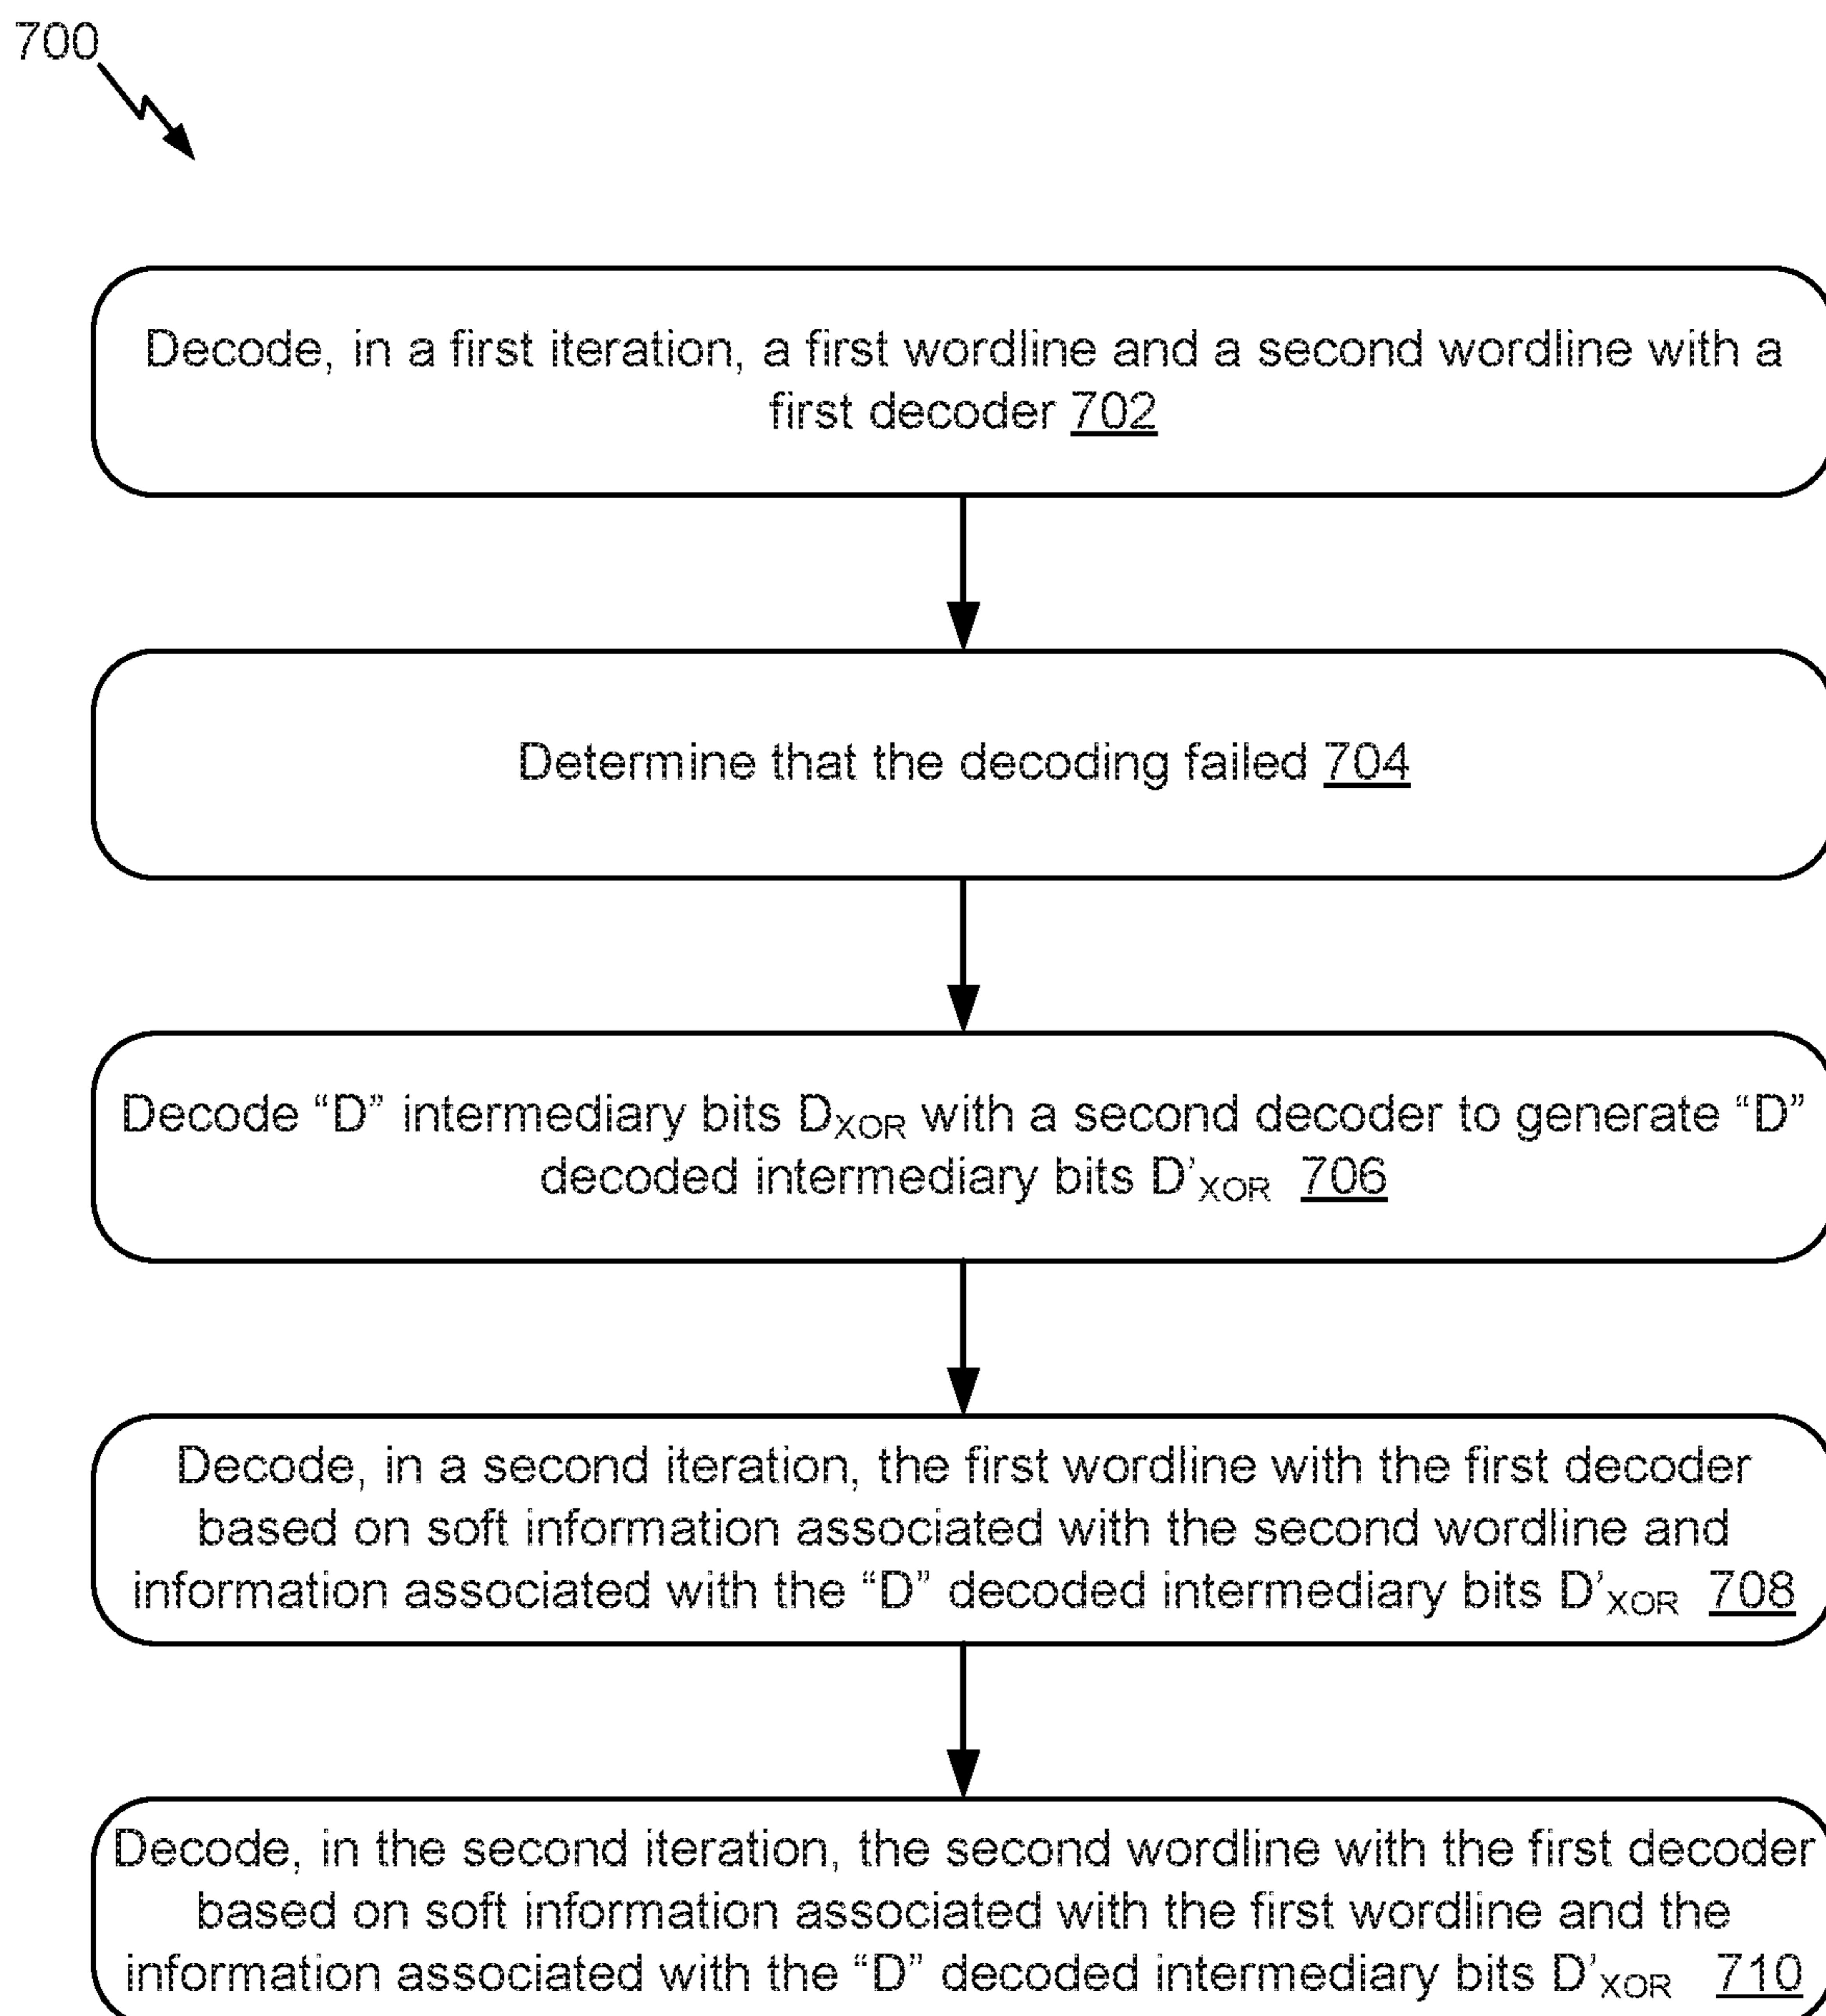 700
Decode, in a first iteration, a first wordline and a second wordline with a
first decoder 702
Determine that the decoding failed 704
Decode “D” intermediary bits DXOR with a second decoder to generate “D”
decoded intermediary bits D’XOR 706
Decode, in a second iteration, the first wordline with the first decoder
based on soft information associated with the second wordline and
information associated with the “D” decoded intermediary bits D’XOR 708
Decode, in the second iteration, the second wordline with the first decoder
based on soft information associated with the first wordline and the
information associated with the “D” decoded intermediary bits D’XOR 710